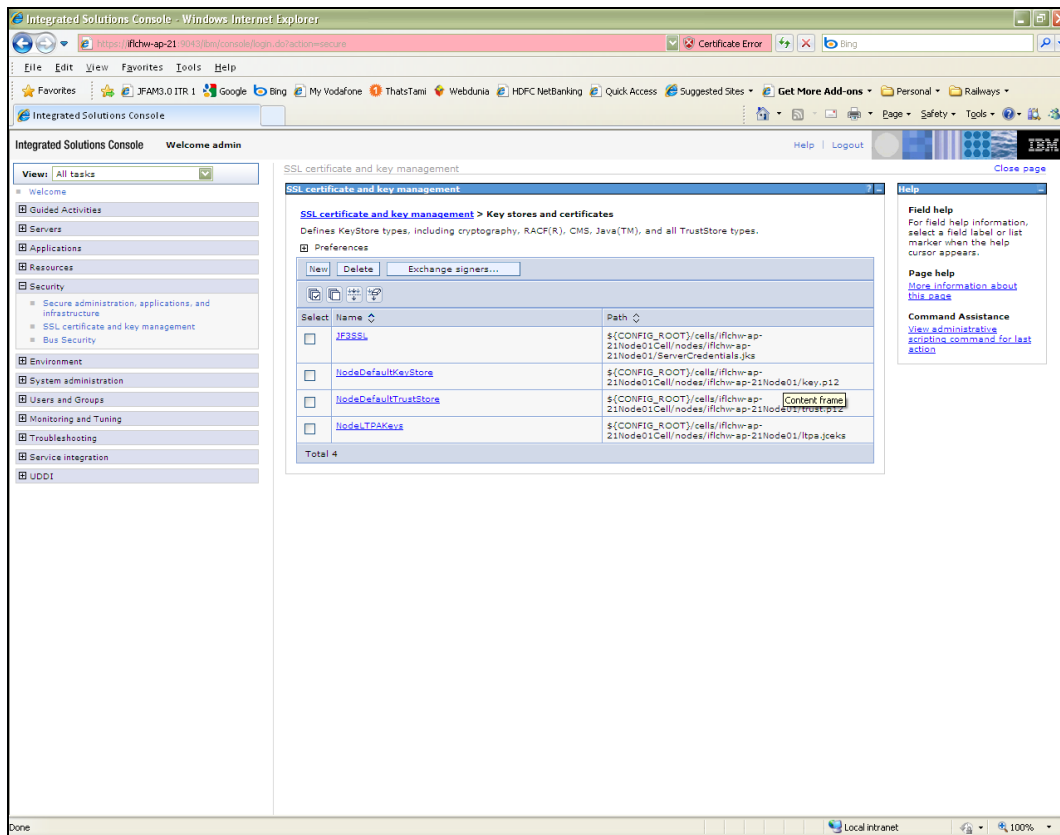 Integrated Solutions Console - Windows Internet Explorer
https://iflchw-ap-21:9043/ibm/console/login.do?action=secure
Certificate Error
Bing
File Edit View Favorites Tools Help
Favorites JFAM3.0 ITR 1 Google Bing My Vodafone ThatsTami Webdunia HDFC NetBanking Quick Access Suggested Sites Get More Add-ons Personal Railways
Integrated Solutions Console
Page Safety Tools
Integrated Solutions Console Welcome admin
Help | Logout
IBM
View: All tasks
Welcome
Guided Activities
Servers
Applications
Resources
Security
Secure administration, applications, and
infrastructure
SSL certificate and key management
Bus Security
Environment
System administration
Users and Groups
Monitoring and Tuning
Troubleshooting
Service integration
UDDI
SSL certificate and key management
Close page
SSL certificate and key management ? -
SSL certificate and key management > Key stores and certificates
Defines KeyStore types, including cryptography, RACF(R), CMS, Java(TM), and all TrustStore types.
Preferences
New Delete Exchange signers...
Select Name Path
JF3SSL
${CONFIG_ROOT}/cells/iflchw-ap-
21Node01Cell/nodes/iflchw-ap-
21Node01/ServerCredentials.jks
NodeDefaultKeyStore
${CONFIG_ROOT}/cells/iflchw-ap-
21Node01Cell/nodes/iflchw-ap-21Node01/key.p12
NodeDefaultTrustStore
${CONFIG_ROOT}/cells/iflchw-ap-
21Node01Cell/nodes/iflchw-ap-21Node01/trust.p12
Content frame
NodeLTPAKeys
${CONFIG_ROOT}/cells/iflchw-ap-
21Node01Cell/nodes/iflchw-ap-21Node01/ltpa.jceks
Total 4
Help
Field help
For field help information,
select a field label or list
marker when the help
cursor appears.
Page help
More information about
this page
Command Assistance
View administrative
scripting command for last
action
Done
Local intranet
100%